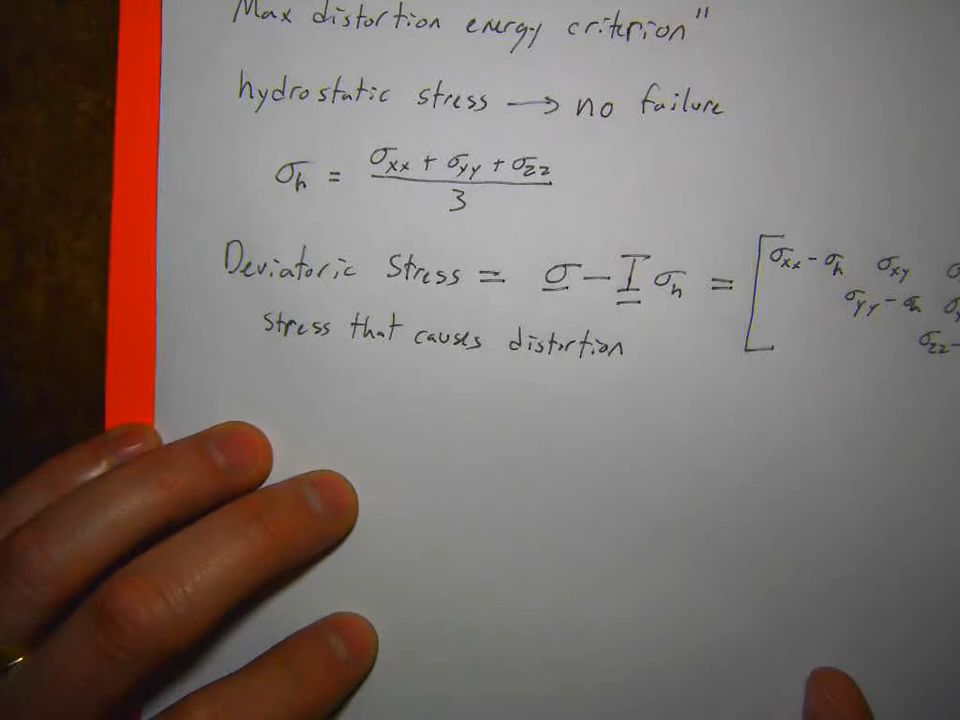 Max distortion energy criterion"
hydrostatic stress → no failure
σh = (σxx + σyy + σzz) / 3
Deviatoric Stress = σ − I σh = [ σxx − σh σxy
σyy − σh
σzz −
stress that causes distortion